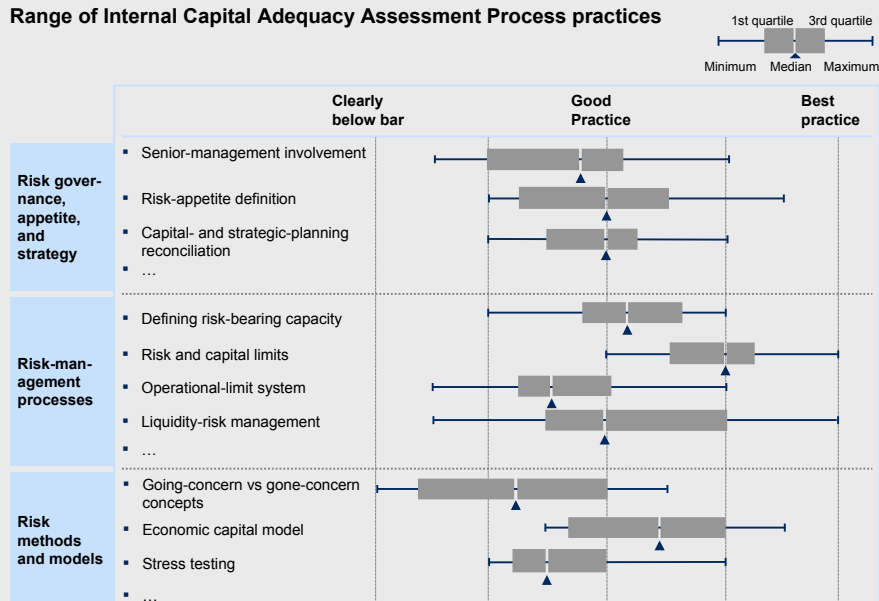 Range of Internal Capital Adequacy Assessment Process practices
1st quartile 3rd quartile
Minimum Median Maximum
Clearly
below bar
Good
Practice
Best
practice
Risk gover-
nance,
appetite,
and
strategy
▪ Senior-management involvement
▪ Risk-appetite definition
▪ Capital- and strategic-planning
reconciliation
▪ …
Risk-man-
agement
processes
▪ Defining risk-bearing capacity
▪ Risk and capital limits
▪ Operational-limit system
▪ Liquidity-risk management
▪ …
Risk
methods
and models
▪ Going-concern vs gone-concern
concepts
▪ Economic capital model
▪ Stress testing
▪ …